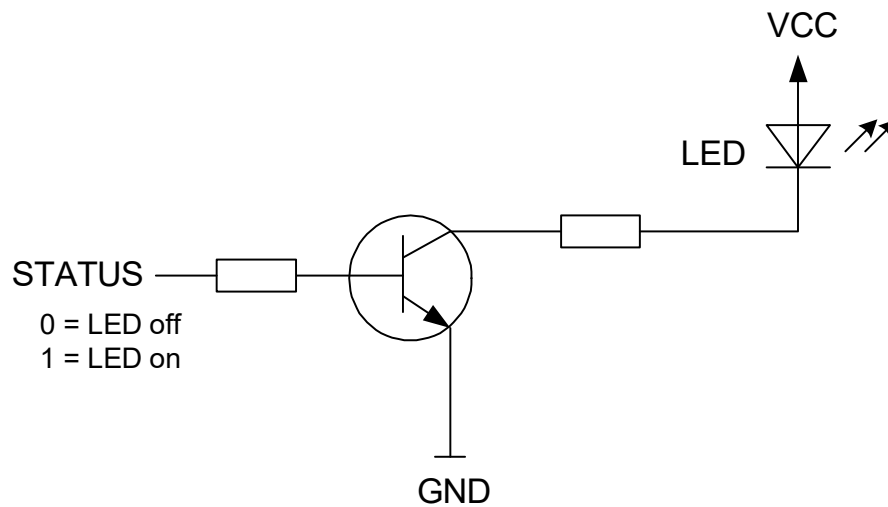 VCC
LED
STATUS
0 = LED off
1 = LED on
GND